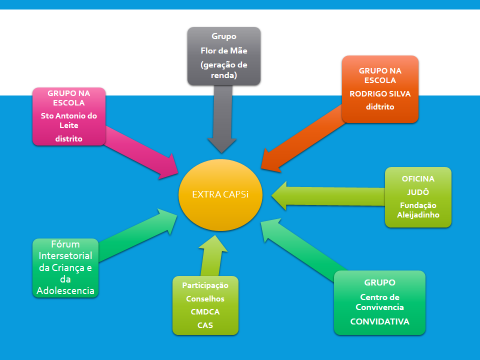 Grupo
Flor de Mãe
(geração de
renda)
GRUPO NA
ESCOLA
RODRIGO SILVA
didtrito
GRUPO NA
ESCOLA
Sto Antonio do
Leite
distrito
EXTRA CAPSi
OFICINA
JUDÔ
Fundação
Aleijadinho
Fórum
Intersetorial
da Criança e
da
Adolescencia
Participação
Conselhos
CMDCA
CAS
GRUPO
Centro de
Convivencia
CONVIDATIVA